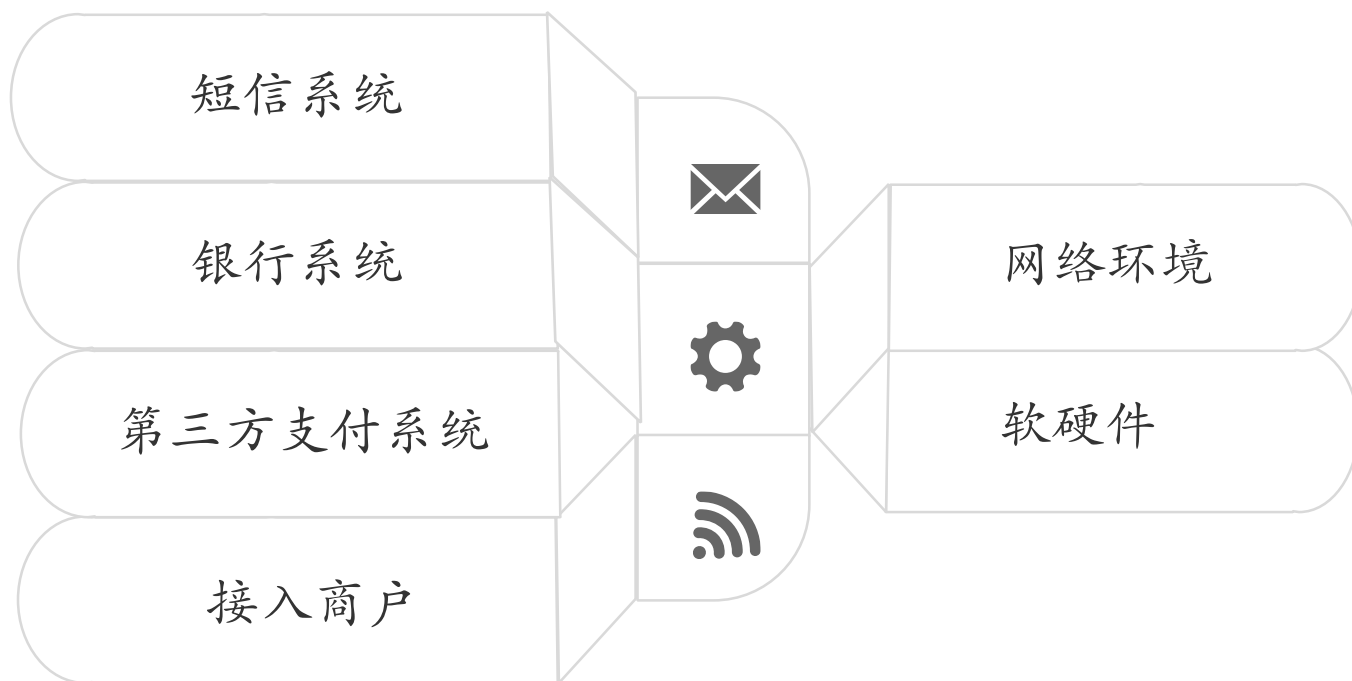 短信系统
银行系统
第三方支付系统
接入商户
网络环境
软硬件